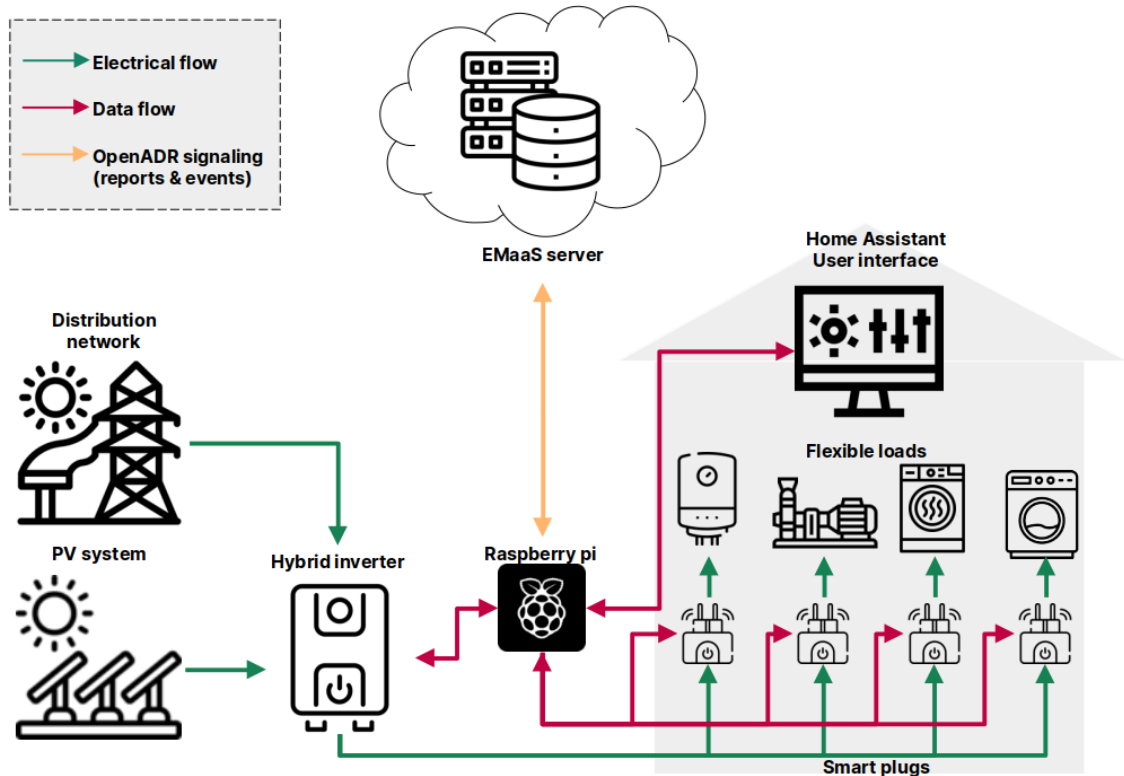 Electrical flow
Data flow
OpenADR signaling
(reports & events)
EMaaS server
Home Assistant
User interface
Distribution
network
Flexible loads
PV system
Hybrid inverter
Raspberry pi
Smart plugs